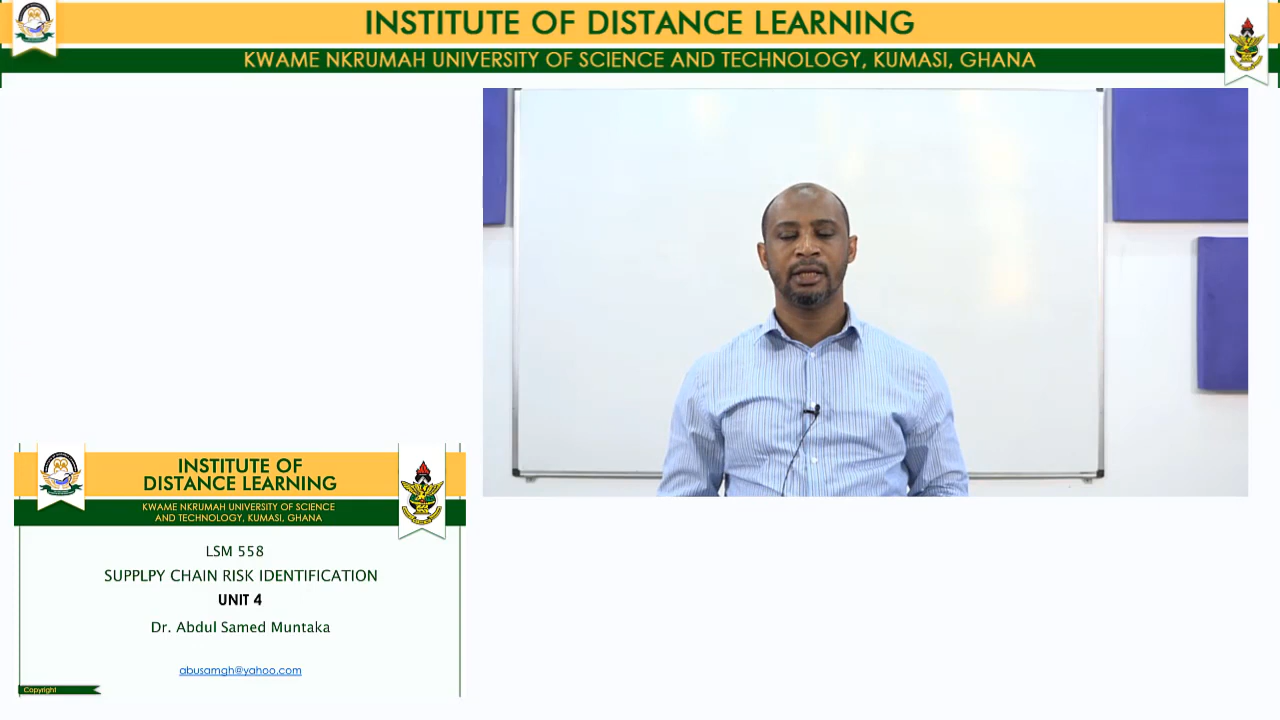 INSTITUTE OF DISTANCE LEARNING
KWAME NKRUMAH UNIVERSITY OF SCIENCE AND TECHNOLOGY, KUMASI, GHANA
INSTITUTE OF
DISTANCE LEARNING
KWAME NKRUMAH UNIVERSITY OF SCIENCE
AND TECHNOLOGY, KUMASI, GHANA
LSM 558
SUPPLPY CHAIN RISK IDENTIFICATION
UNIT 4
Dr. Abdul Samed Muntaka
abusamgh@yahoo.com
Copyright